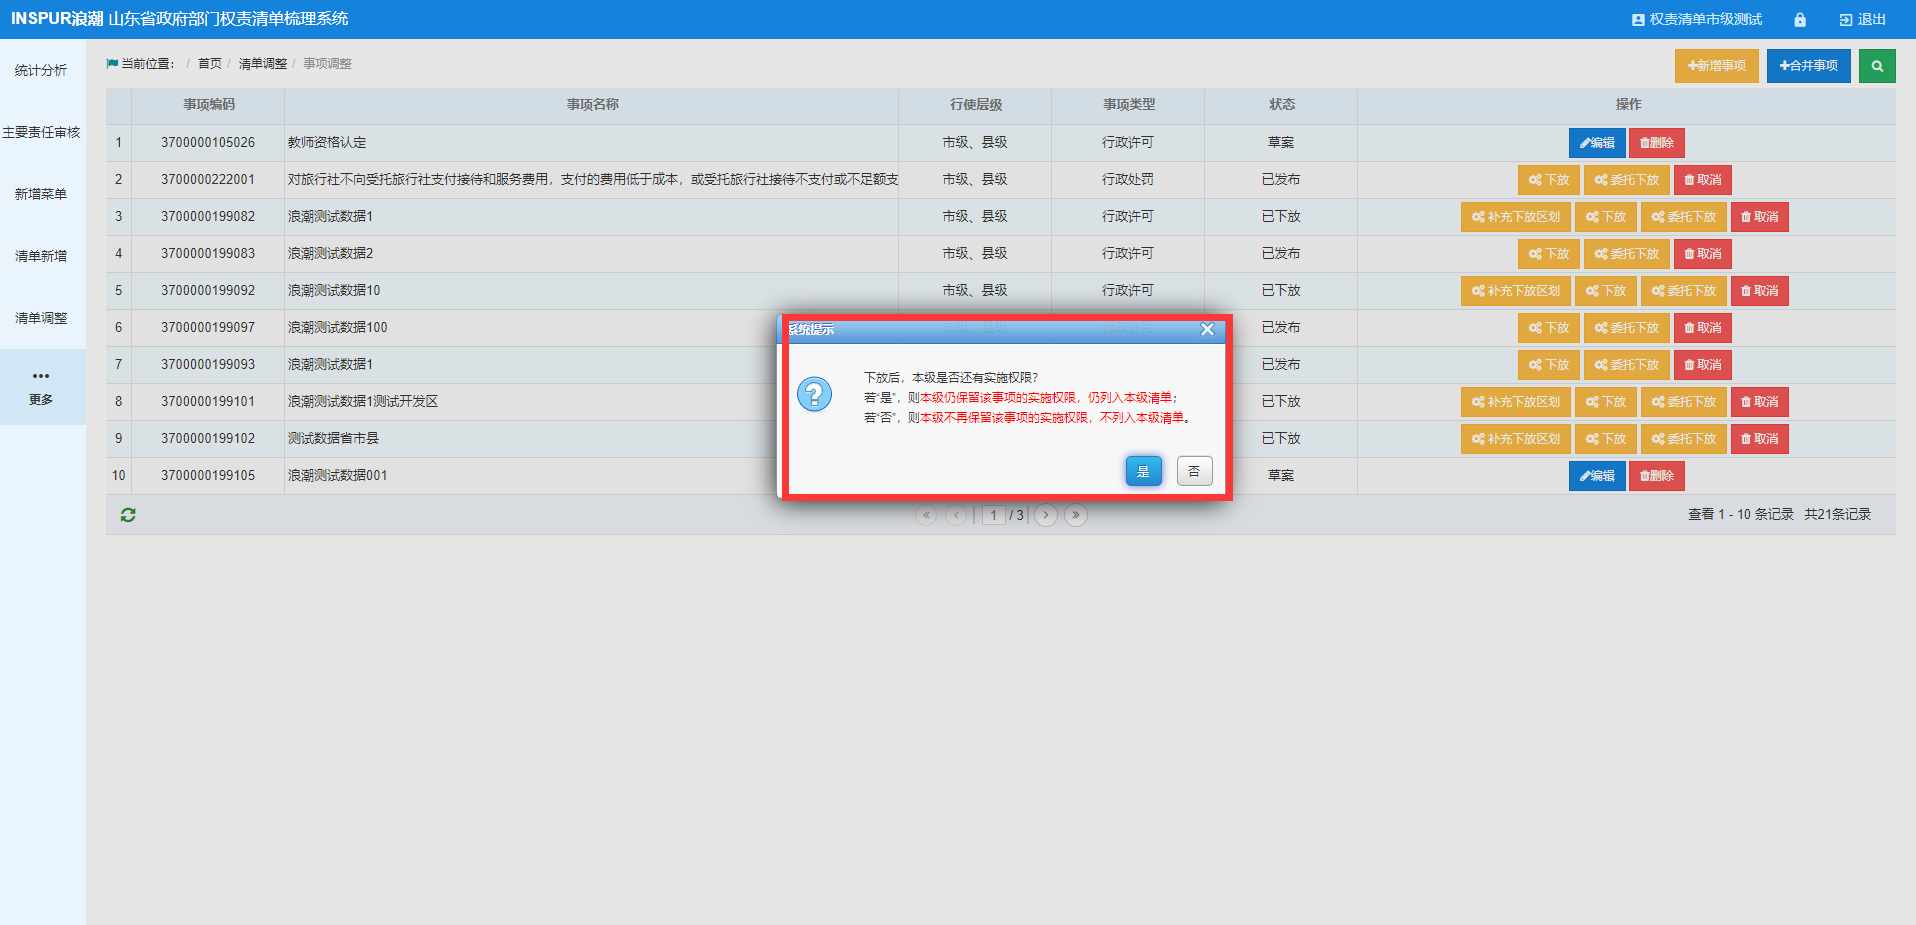 INSPUR浪潮 山东省政府部门权责清单梳理系统
权责清单市级测试 退出
统计分析
主要责任审核
新增菜单
清单新增
清单调整
更多
当前位置： / 首页 / 清单调整 / 事项调整
新增事项 合并事项
事项编码 事项名称 行使层级 事项类型 状态 操作
1 3700000105026 教师资格认定 市级、县级 行政许可 草案 编辑 删除
2 3700000222001 对旅行社不向受托旅行社支付接待和服务费用，支付的费用低于成本，或受托旅行社接待不支付或不足额支 市级、县级 行政处罚 已发布 下放 委托下放 取消
3 3700000199082 浪潮测试数据1 市级、县级 行政许可 已下放 补充下放区划 下放 委托下放 取消
4 3700000199083 浪潮测试数据2 市级、县级 行政许可 已发布 下放 委托下放 取消
5 3700000199092 浪潮测试数据10 市级、县级 行政许可 已下放 补充下放区划 下放 委托下放 取消
6 3700000199097 浪潮测试数据100 已发布 下放 委托下放 取消
7 3700000199093 浪潮测试数据1 已发布 下放 委托下放 取消
8 3700000199101 浪潮测试数据1测试开发区 已下放 补充下放区划 下放 委托下放 取消
9 3700000199102 测试数据省市县 已下放 补充下放区划 下放 委托下放 取消
10 3700000199105 浪潮测试数据001 草案 编辑 删除
系统提示
下放后，本级是否还有实施权限？
若“是”，则本级仍保留该事项的实施权限，仍列入本级清单；
若“否”，则本级不再保留该事项的实施权限，不列入本级清单。
是 否
1 / 3
查看 1 - 10 条记录 共21条记录